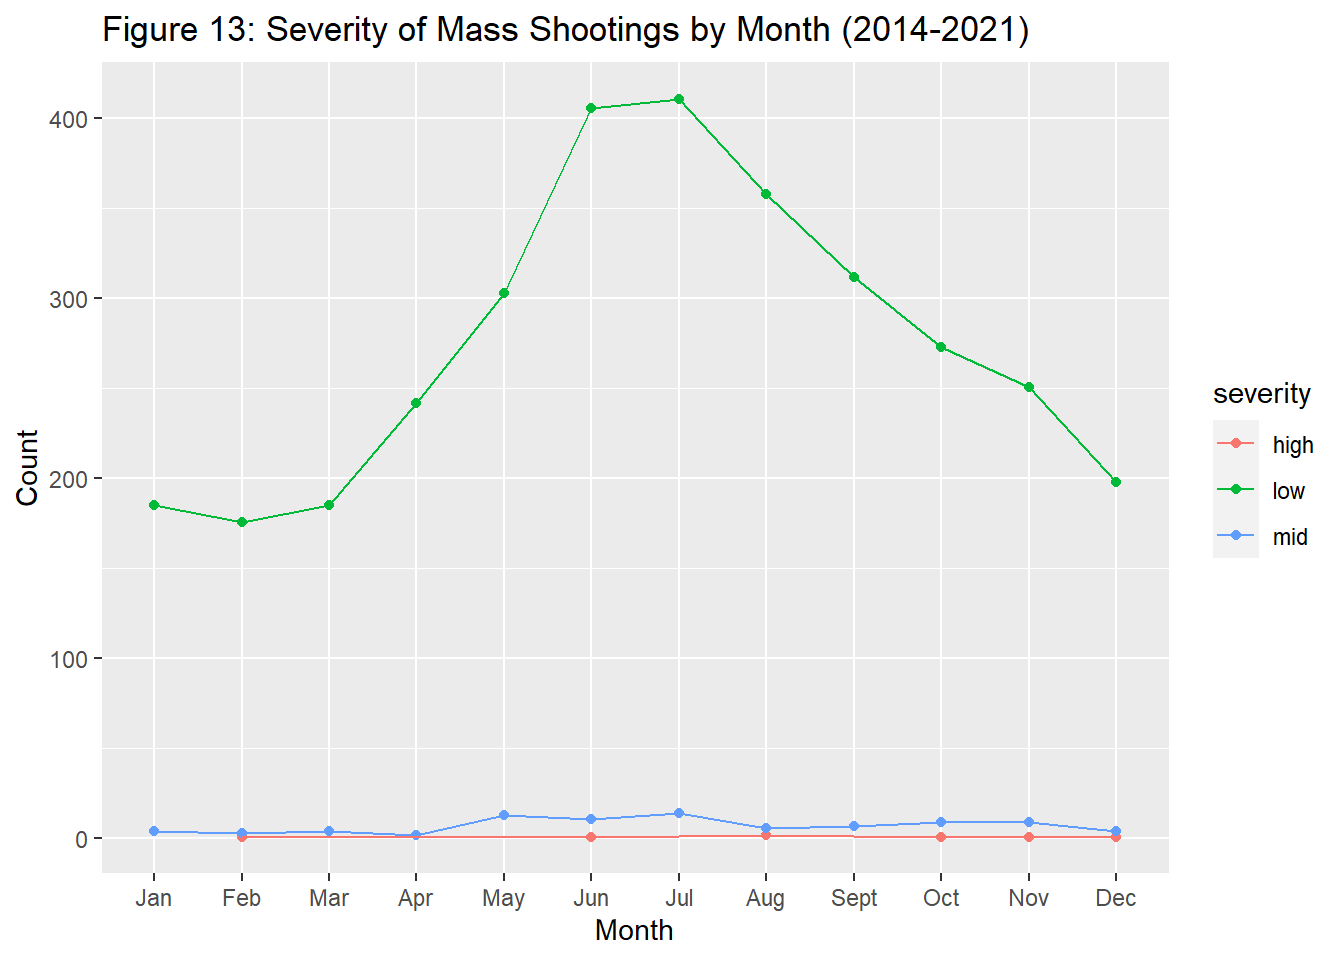 Figure 13: Severity of Mass Shootings by Month (2014-2021)
400
300
200
100
0
Count
Jan Feb Mar Apr May Jun Jul Aug Sept Oct Nov Dec
Month
severity
high
low
mid